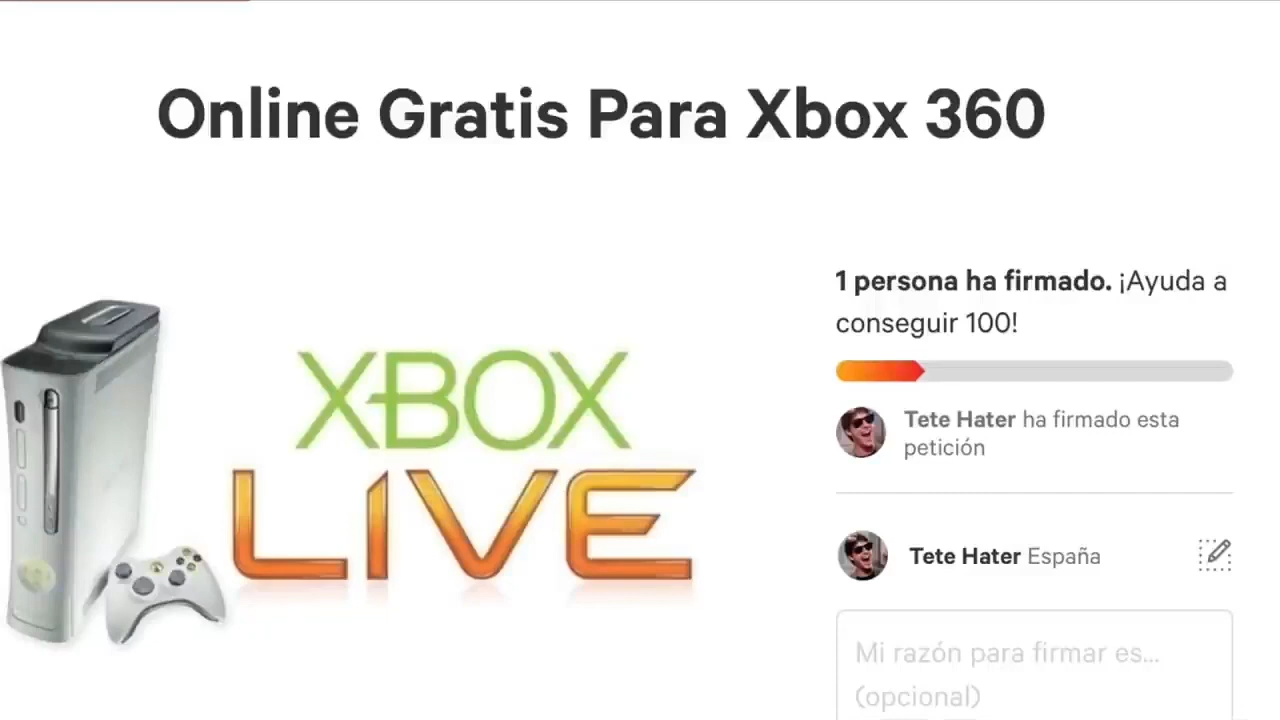 Online Gratis Para Xbox 360
1 persona ha firmado. ¡Ayuda a
conseguir 100!
Tete Hater ha firmado esta
petición
XBOX
LIVE
Tete Hater España
Mi razón para firmar es...
(opcional)